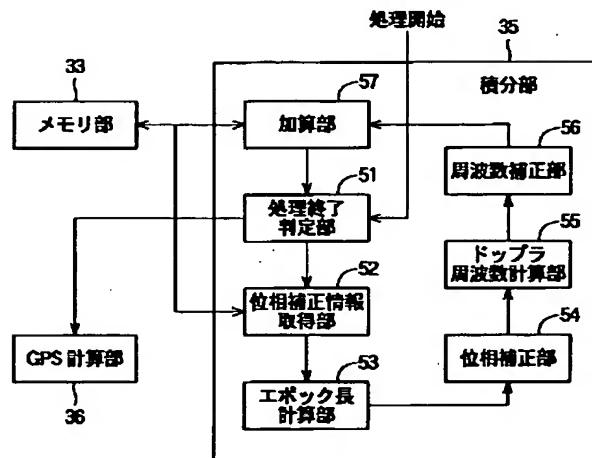 処理開始
35
積分部
33
メモリ部
57
加算部
56
周波数補正部
51
処理終了
判定部
55
ドップラ
周波数計算部
52
位相補正情報
取得部
54
位相補正部
GPS 計算部
36
53
エポック長
計算部